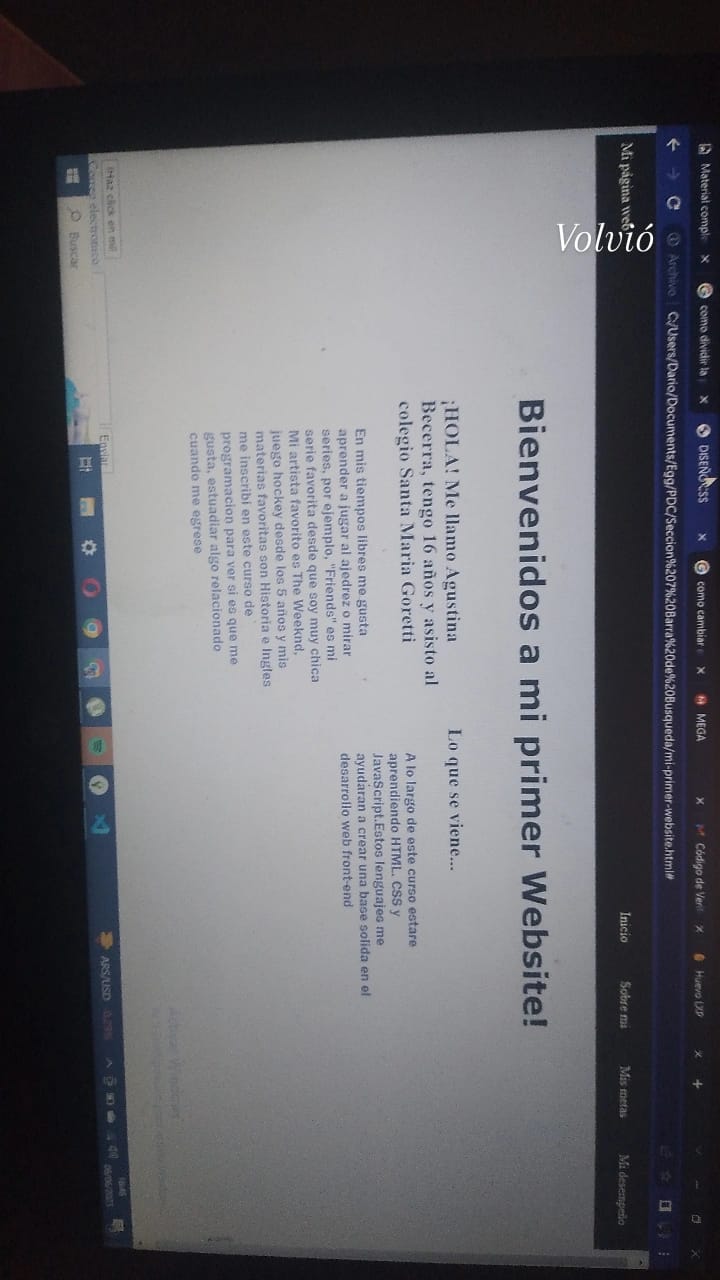 Material comple
como dividir la
DISEÑO CSS
como cambiar
MEGA
Código de Veri
Huevo LXP
Archivo C:/Users/Dario/Documents/Egg/PDC/Seccion%207%20Barra%20de%20Busqueda/mi-primer-website.html#
Mi página web
Inicio
Sobre mi
Mis metas
Mi desempeño
Volvió
Bienvenidos a mi primer Website!
¡HOLA! Me llamo Agustina
Becerra, tengo 16 años y asisto al
colegio Santa Maria Goretti
En mis tiempos libres me gusta
aprender a jugar al ajedrez o mirar
series, por ejemplo, "Friends" es mi
serie favorita desde que soy muy chica
Mi artista favorito es The Weeknd,
juego hockey desde los 5 años y mis
materias favoritas son Historia e Ingles
me inscribi en este curso de
programacion para ver si es que me
gusta, estuadiar algo relacionado
cuando me egrese
Lo que se viene...
A lo largo de este curso estare
aprendiendo HTML, CSS y
JavaScript.Estos lenguajes me
ayudaran a crear una base solida en el
desarrollo web front-end
Activar Windows
¡Haz click en mi!
Correo electronico
Enviar
Buscar
ARS/USD -0,29%